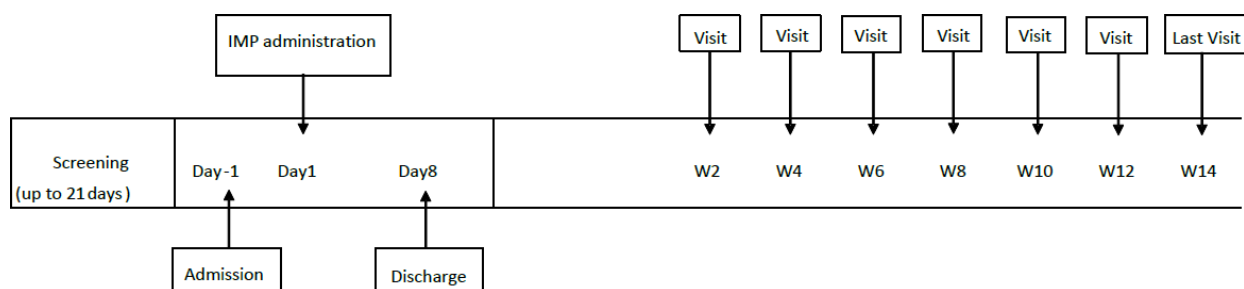 IMP administration
Visit
Visit
Visit
Visit
Visit
Visit
Last Visit
Screening
(up to 21 days )
Day -1
Day1
Day8
W2
W4
W6
W8
W10
W12
W14
Admission
Discharge